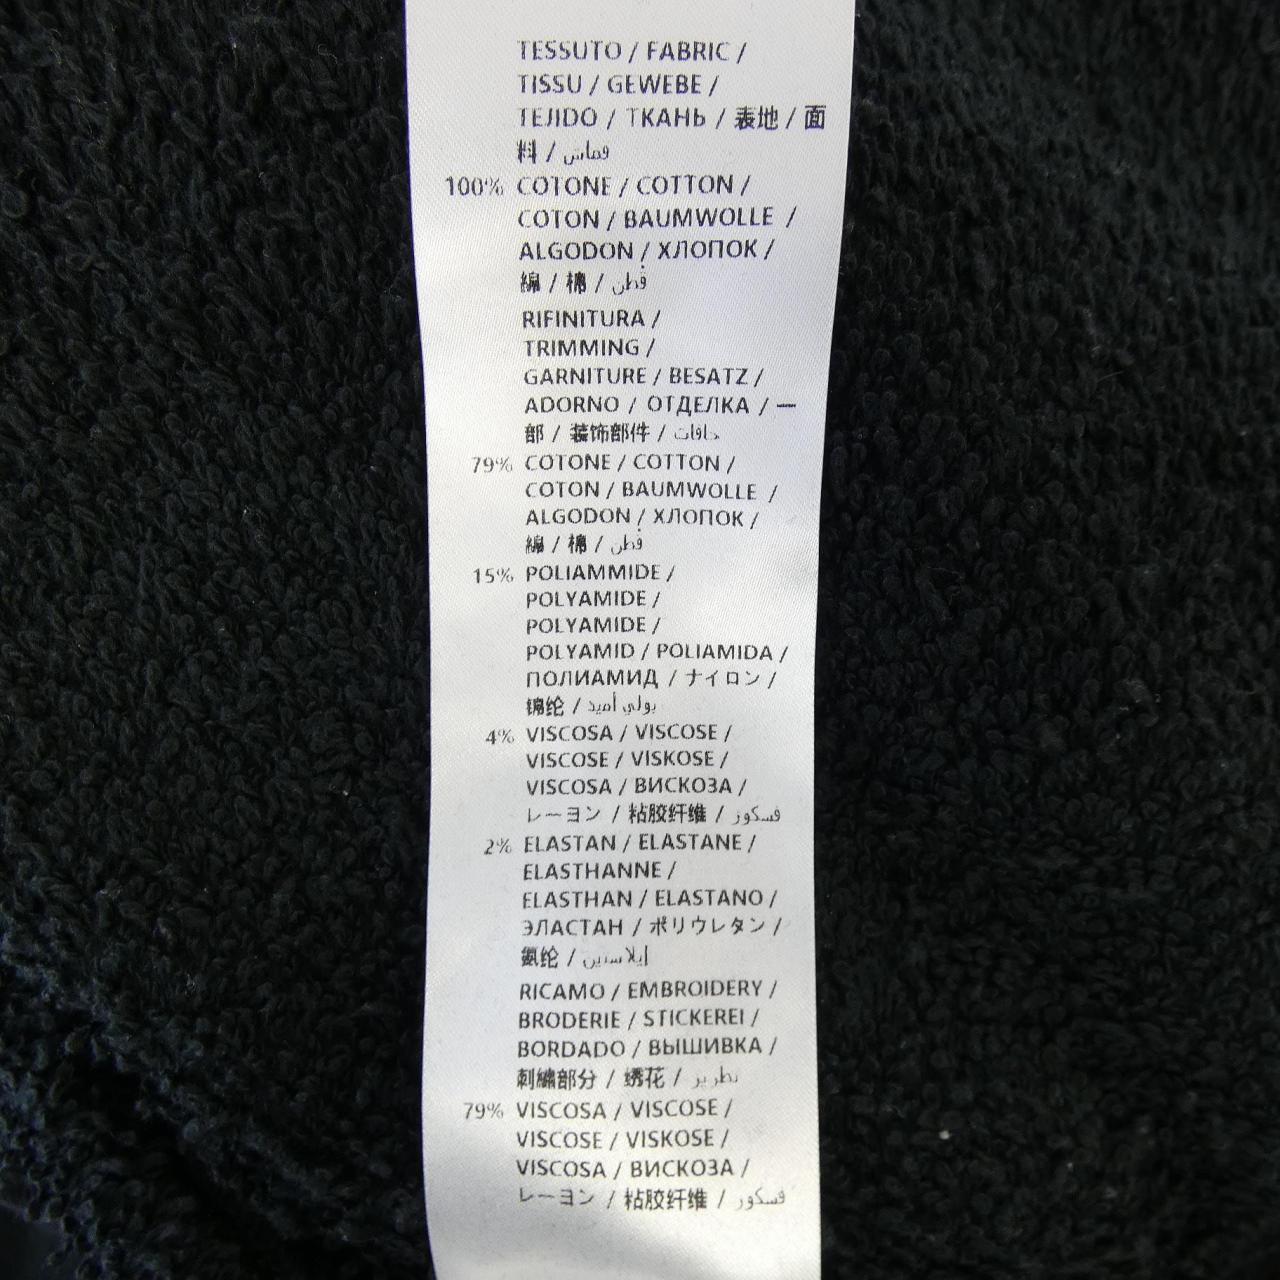 TESSUTO / FABRIC /
TISSU / GEWEBE /
TEJIDO / ТКАНЬ / 表地 / 面
料 / قماش
100% COTONE / COTTON /
COTON / BAUMWOLLE /
ALGODON / ХЛОПОК /
綿 / 棉 / قطن
RIFINITURA /
TRIMMING /
GARNITURE / BESATZ /
ADORNO / ОТДЕЛКА / 一
部 / 装饰部件 / حافات
79% COTONE / COTTON /
COTON / BAUMWOLLE /
ALGODON / ХЛОПОК /
綿 / 棉 / قطن
15% POLIAMMIDE /
POLYAMIDE /
POLYAMIDE /
POLYAMID / POLIAMIDA /
ПОЛИАМИД / ナイロン /
锦纶 / بولي أميد
4% VISCOSA / VISCOSE /
VISCOSE / VISKOSE /
VISCOSA / ВИСКОЗА /
レーヨン / 粘胶纤维 / فسكوز
2% ELASTAN / ELASTANE /
ELASTHANNE /
ELASTHAN / ELASTANO /
ЭЛАСТАН / ポリウレタン /
氨纶 / إيلاستين
RICAMO / EMBROIDERY /
BRODERIE / STICKEREI /
BORDADO / ВЫШИВКА /
刺繍部分 / 绣花 / تطريز
79% VISCOSA / VISCOSE /
VISCOSE / VISKOSE /
VISCOSA / ВИСКОЗА /
レーヨン / 粘胶纤维 / فسكوز